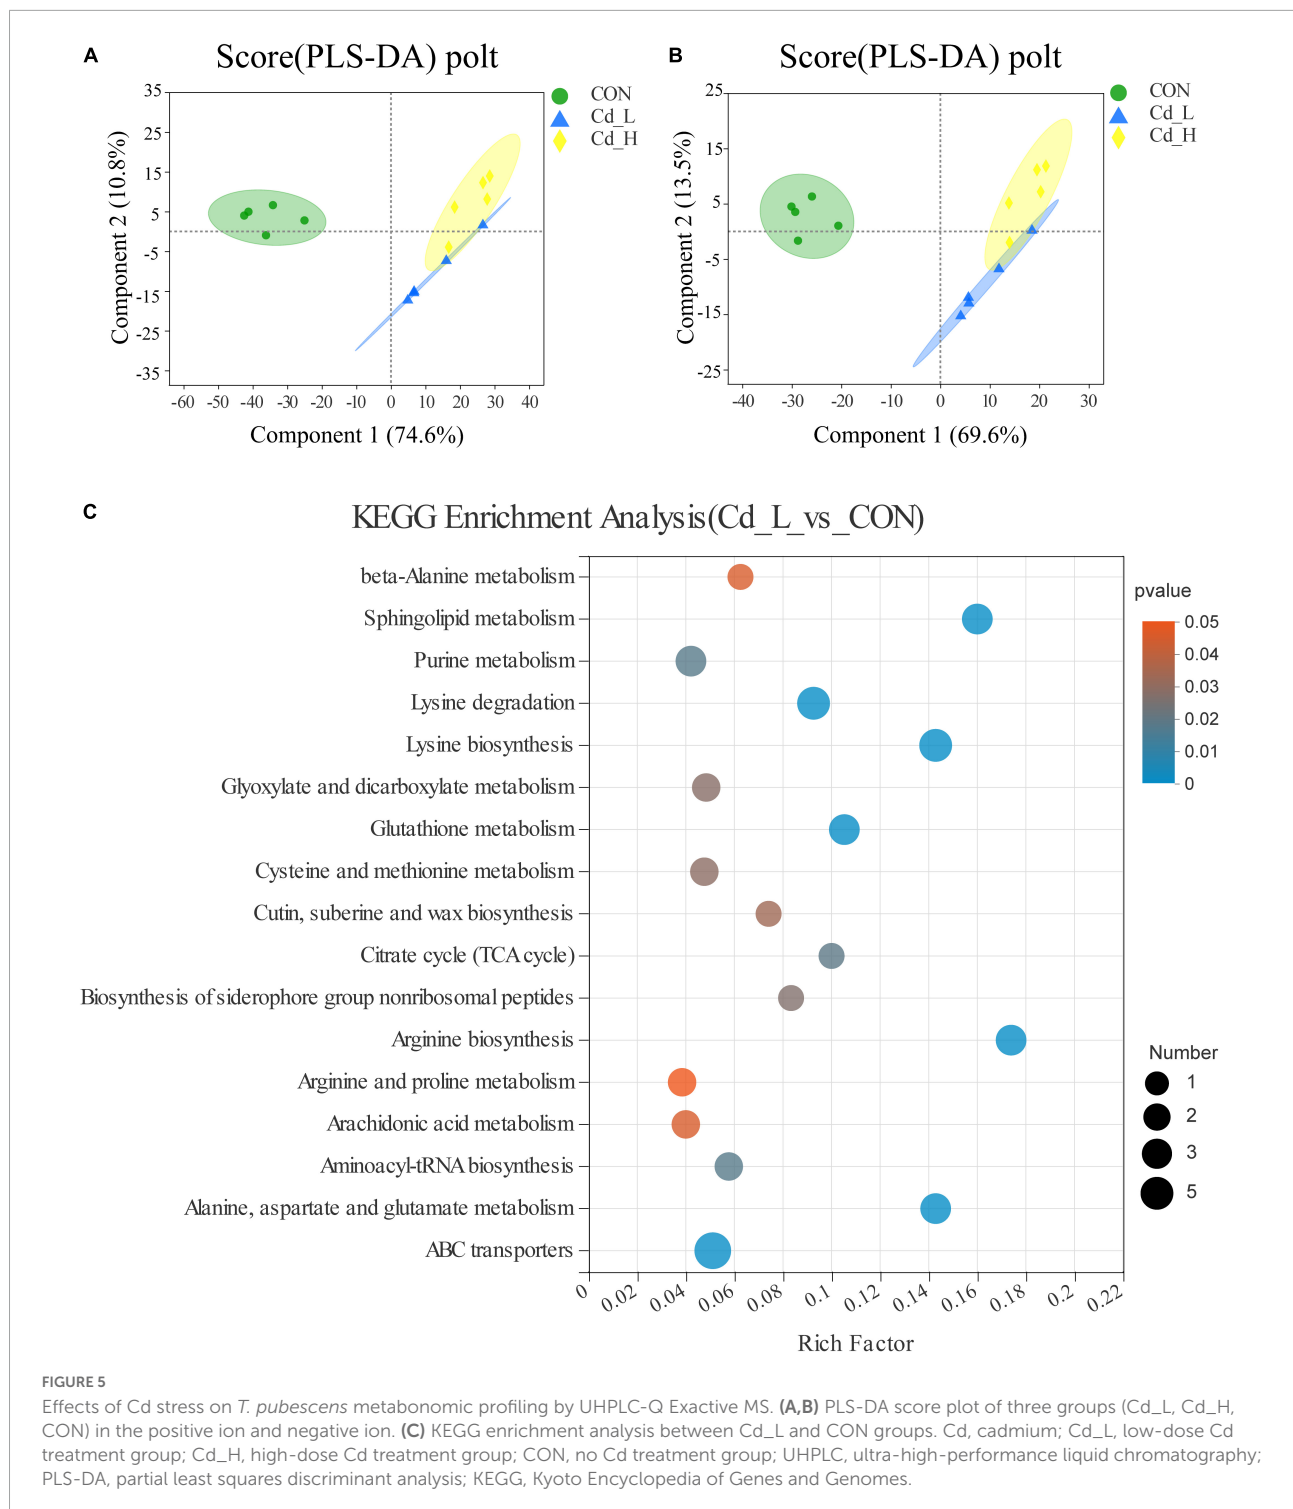 A
Score(PLS-DA) polt
CON
Cd_L
Cd_H
35
25
15
5
-5
-15
-25
-35
Component 2 (10.8%)
-60 -50 -40 -30 -20 -10 0 10 20 30 40
Component 1 (74.6%)
B
Score(PLS-DA) polt
CON
Cd_L
Cd_H
25
15
5
-5
-15
-25
Component 2 (13.5%)
-40 -30 -20 -10 0 10 20 30
Component 1 (69.6%)
C
KEGG Enrichment Analysis(Cd_L_vs_CON)
beta-Alanine metabolism
Sphingolipid metabolism
Purine metabolism
Lysine degradation
Lysine biosynthesis
Glyoxylate and dicarboxylate metabolism
Glutathione metabolism
Cysteine and methionine metabolism
Cutin, suberine and wax biosynthesis
Citrate cycle (TCA cycle)
Biosynthesis of siderophore group nonribosomal peptides
Arginine biosynthesis
Arginine and proline metabolism
Arachidonic acid metabolism
Aminoacyl-tRNA biosynthesis
Alanine, aspartate and glutamate metabolism
ABC transporters
0 0.02 0.04 0.06 0.08 0.1 0.12 0.14 0.16 0.18 0.2 0.22
Rich Factor
pvalue
0.05
0.04
0.03
0.02
0.01
0
Number
1
2
3
5
FIGURE 5
Effects of Cd stress on T. pubescens metabonomic profiling by UHPLC-Q Exactive MS. (A,B) PLS-DA score plot of three groups (Cd_L, Cd_H,
CON) in the positive ion and negative ion. (C) KEGG enrichment analysis between Cd_L and CON groups. Cd, cadmium; Cd_L, low-dose Cd
treatment group; Cd_H, high-dose Cd treatment group; CON, no Cd treatment group; UHPLC, ultra-high-performance liquid chromatography;
PLS-DA, partial least squares discriminant analysis; KEGG, Kyoto Encyclopedia of Genes and Genomes.